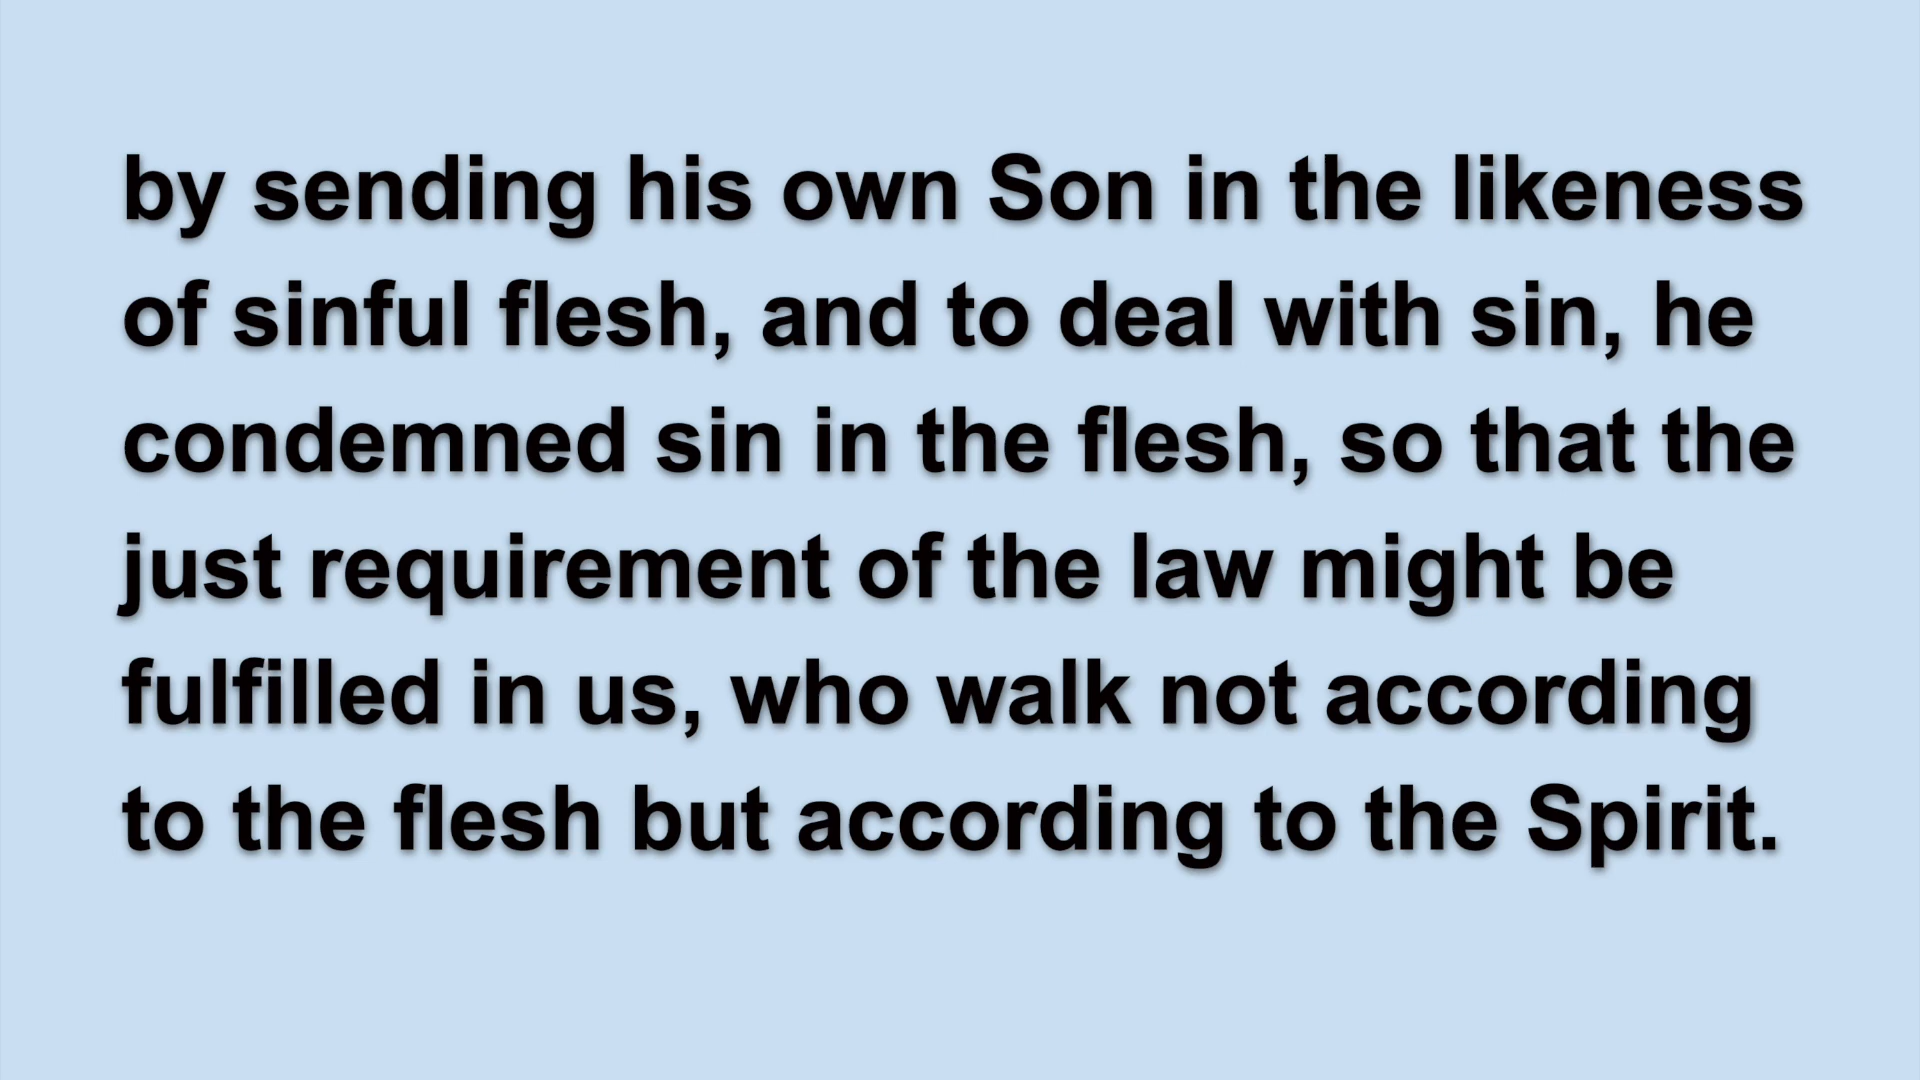 by sending his own Son in the likeness
of sinful flesh, and to deal with sin, he
condemned sin in the flesh, so that the
just requirement of the law might be
fulfilled in us, who walk not according
to the flesh but according to the Spirit.